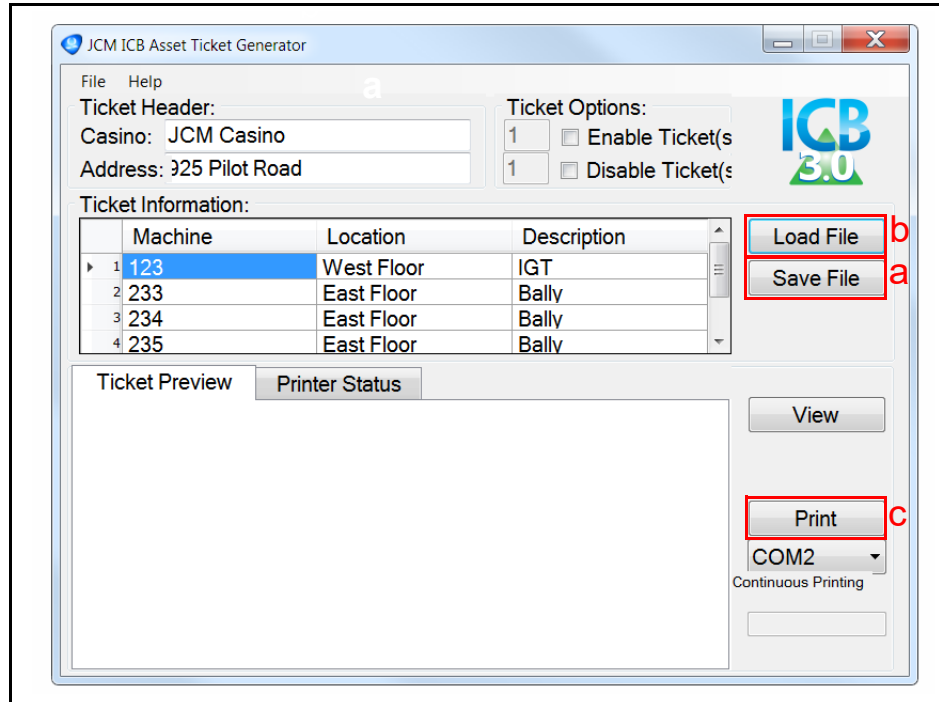 JCM ICB Asset Ticket Generator
File Help
a
Ticket Header:
Casino: JCM Casino
Address: 925 Pilot Road
Ticket Options:
1 Enable Ticket(s
1 Disable Ticket(s
ICB
3.0
Ticket Information:
Machine Location Description
1 123 West Floor IGT
2 233 East Floor Bally
3 234 East Floor Bally
4 235 East Floor Bally
Load File b
Save File a
Ticket Preview Printer Status
View
Print c
COM2
Continuous Printing